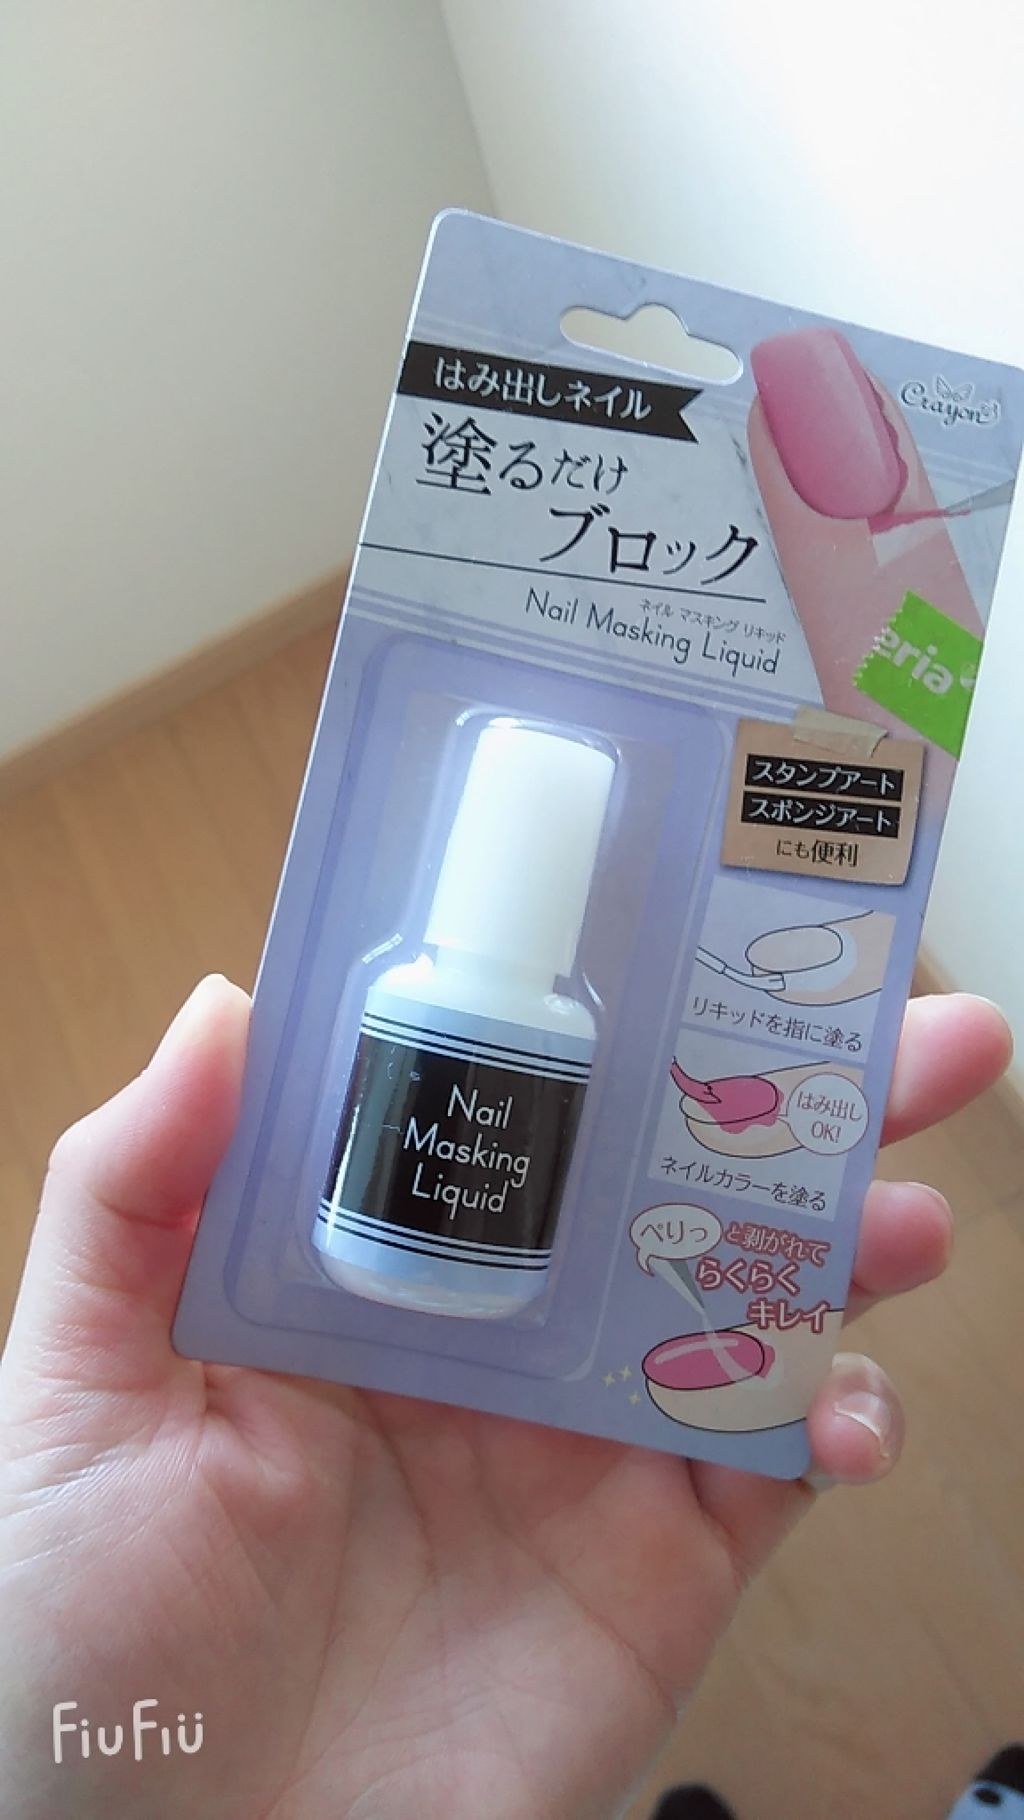 Crayon
はみ出しネイル
塗るだけ
ブロック
ネイル マスキング リキッド
Nail Masking Liquid
eria
スタンプアート
スポンジアート
にも便利
リキッドを指に塗る
はみ出し
OK!
ネイルカラーを塗る
ぺりっ
と剥がれて
らくらく
キレイ
Nail
Masking
Liquid
FiuFiü